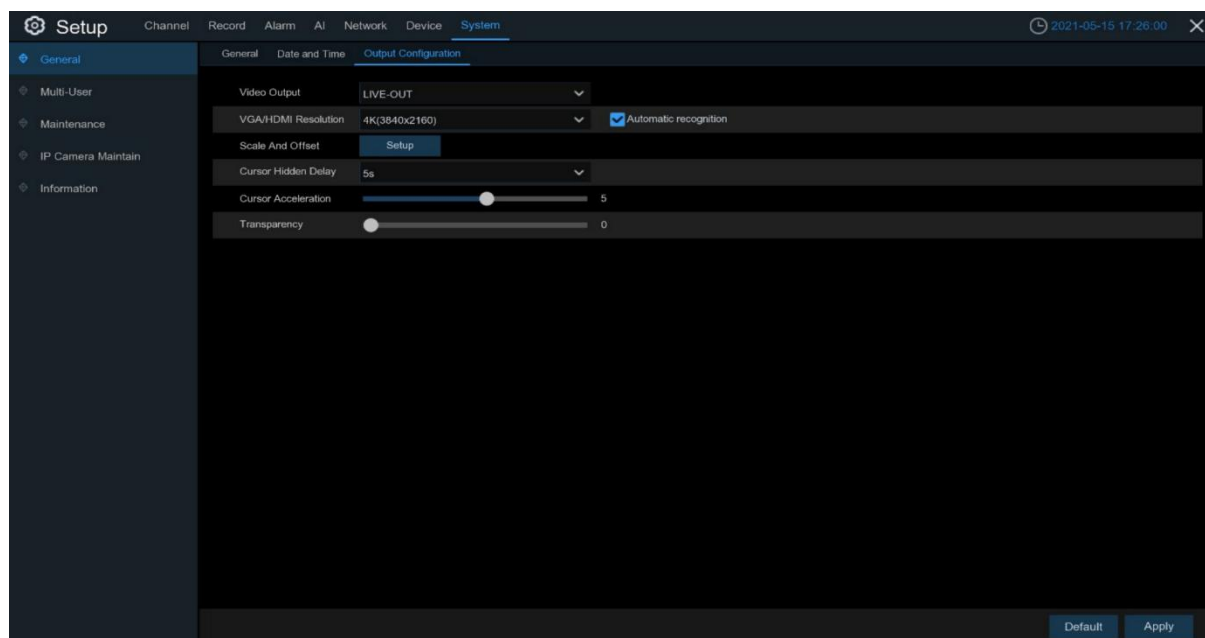 Setup Channel Record Alarm AI Network Device System 2021-05-15 17:26:00
General Date and Time Output Configuration
General
Multi-User
Maintenance
IP Camera Maintain
Information
Video Output LIVE-OUT
VGA/HDMI Resolution 4K(3840x2160) Automatic recognition
Scale And Offset Setup
Cursor Hidden Delay 5s
Cursor Acceleration 5
Transparency 0
Default Apply